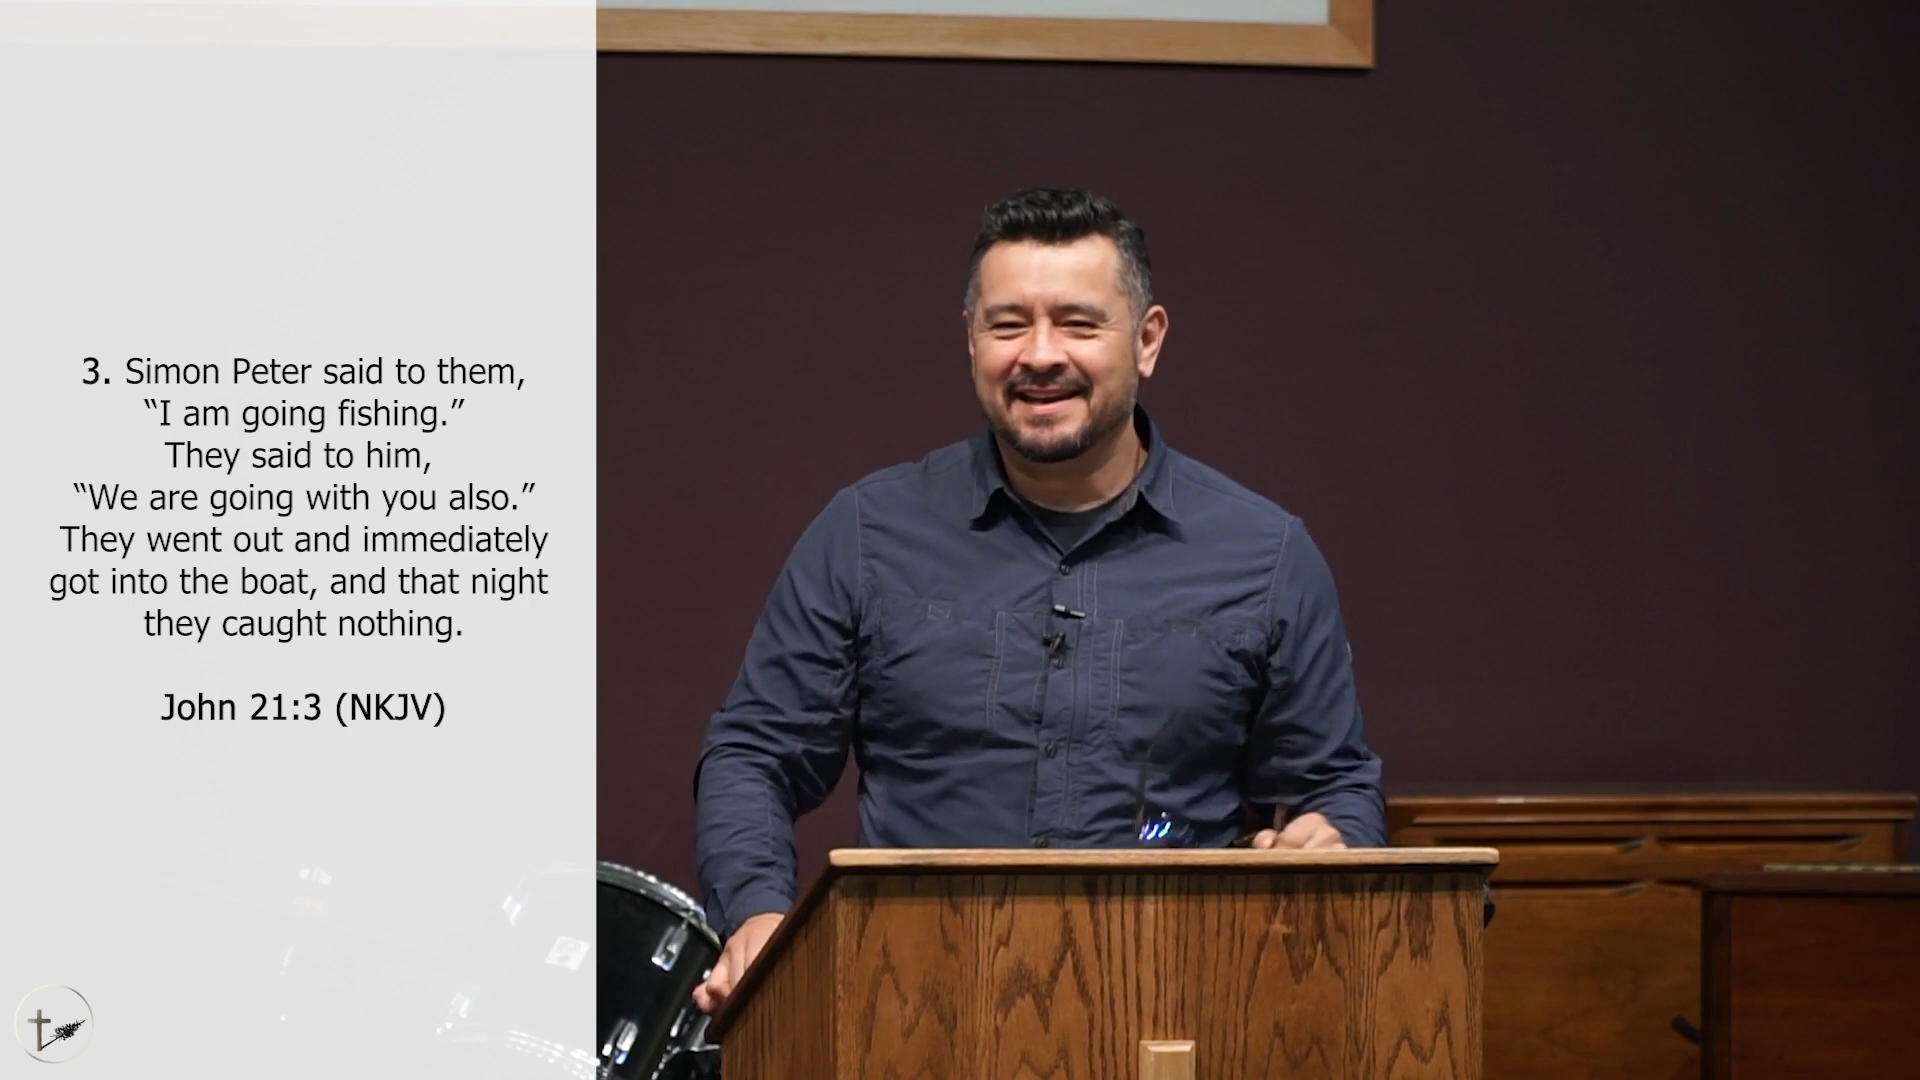 3. Simon Peter said to them,
“I am going fishing.”
They said to him,
“We are going with you also.”
They went out and immediately
got into the boat, and that night
they caught nothing.
John 21:3 (NKJV)